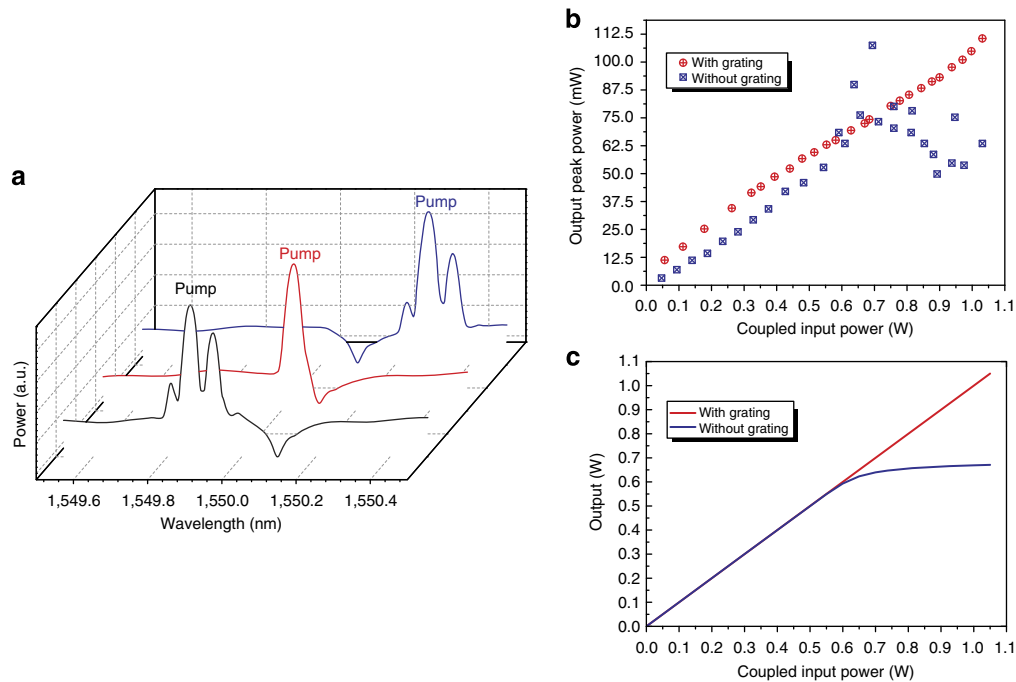 a
Pump
Pump
Pump
Power (a.u.)
1,549.6 1,549.8 1,550.0 1,550.2 1,550.4
Wavelength (nm)
b
112.5
100.0
87.5
75.0
62.5
50.0
37.5
25.0
12.5
0.0
Output peak power (mW)
With grating
Without grating
0.0 0.1 0.2 0.3 0.4 0.5 0.6 0.7 0.8 0.9 1.0 1.1
Coupled input power (W)
c
1.1
1.0
0.9
0.8
0.7
0.6
0.5
0.4
0.3
0.2
0.1
0.0
Output (W)
With grating
Without grating
0.0 0.1 0.2 0.3 0.4 0.5 0.6 0.7 0.8 0.9 1.0 1.1
Coupled input power (W)